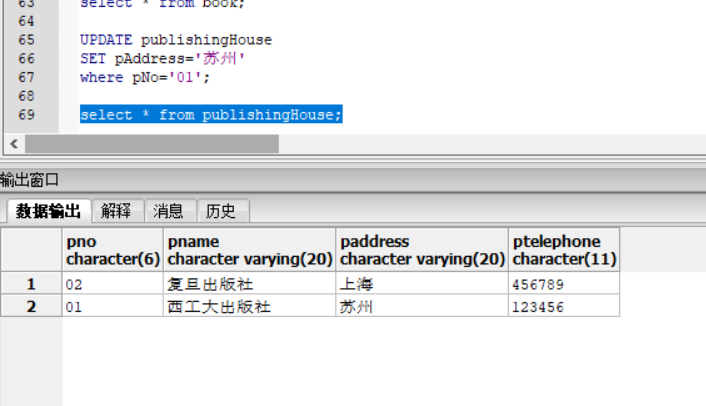 63 select * from book;
64
65 UPDATE publishingHouse
66 SET pAddress='苏州'
67 where pNo='01';
68
69 select * from publishingHouse;
输出窗口
数据输出 解释 消息 历史
pno pname paddress ptelephone
character(6) character varying(20) character varying(20) character(11)
1 02 复旦出版社 上海 456789
2 01 西工大出版社 苏州 123456